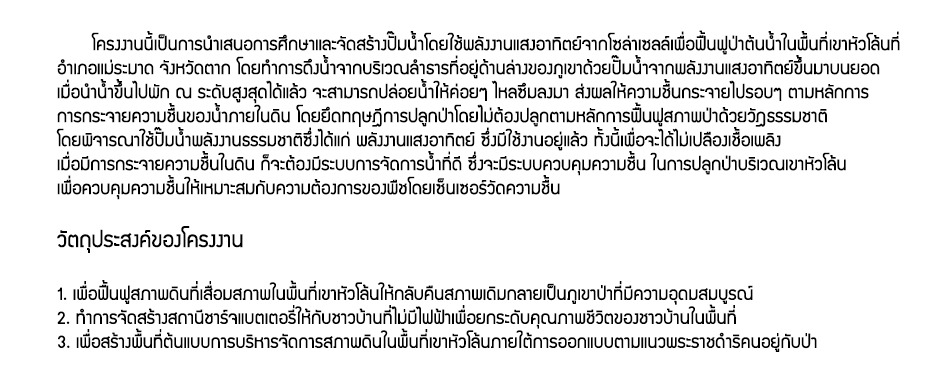 โครงงานนี้เป็นการนำเสนอการศึกษาและจัดสร้างปั๊มน้ำโดยใช้พลังงานแสงอาทิตย์จากโซล่าเซลล์เพื่อฟื้นฟูป่าต้นน้ำในพื้นที่เขาหัวโล้นที่
อำเภอแม่ระมาด จังหวัดตาก โดยทำการดึงน้ำจากบริเวณลำธารที่อยู่ด้านล่างของภูเขาด้วยปั๊มน้ำจากพลังงานแสงอาทิตย์ขึ้นมาบนยอด
เมื่อนำน้ำขึ้นไปพัก ณ ระดับสูงสุดได้แล้ว จะสามารถปล่อยน้ำให้ค่อยๆ ไหลซึมลงมา ส่งผลให้ความชื้นกระจายไปรอบๆ ตามหลักการ
การกระจายความชื้นของน้ำภายในดิน โดยยึดทฤษฎีการปลูกป่าโดยไม่ต้องปลูกตามหลักการฟื้นฟูสภาพป่าด้วยวัฏธรรมชาติ
โดยพิจารณาใช้ปั๊มน้ำพลังงานธรรมชาติซึ่งได้แก่ พลังงานแสงอาทิตย์ ซึ่งมีใช้งานอยู่แล้ว ทั้งนี้เพื่อจะได้ไม่เปลืองเชื้อเพลิง
เมื่อมีการกระจายความชื้นในดิน ก็จะต้องมีระบบการจัดการน้ำที่ดี ซึ่งจะมีระบบควบคุมความชื้น ในการปลูกป่าบริเวณเขาหัวโล้น
เพื่อควบคุมความชื้นให้เหมาะสมกับความต้องการของพืชโดยเซ็นเซอร์วัดความชื้น
วัตถุประสงค์ของโครงงาน
1. เพื่อฟื้นฟูสภาพดินที่เสื่อมสภาพในพื้นที่เขาหัวโล้นให้กลับคืนสภาพเดิมกลายเป็นภูเขาป่าที่มีความอุดมสมบูรณ์
2. ทำการจัดสร้างสถานีชาร์จแบตเตอรี่ให้กับชาวบ้านที่ไม่มีไฟฟ้าเพื่อยกระดับคุณภาพชีวิตของชาวบ้านในพื้นที่
3. เพื่อสร้างพื้นที่ต้นแบบการบริหารจัดการสภาพดินในพื้นที่เขาหัวโล้นภายใต้การออกแบบตามแนวพระราชดำริคนอยู่กับป่า